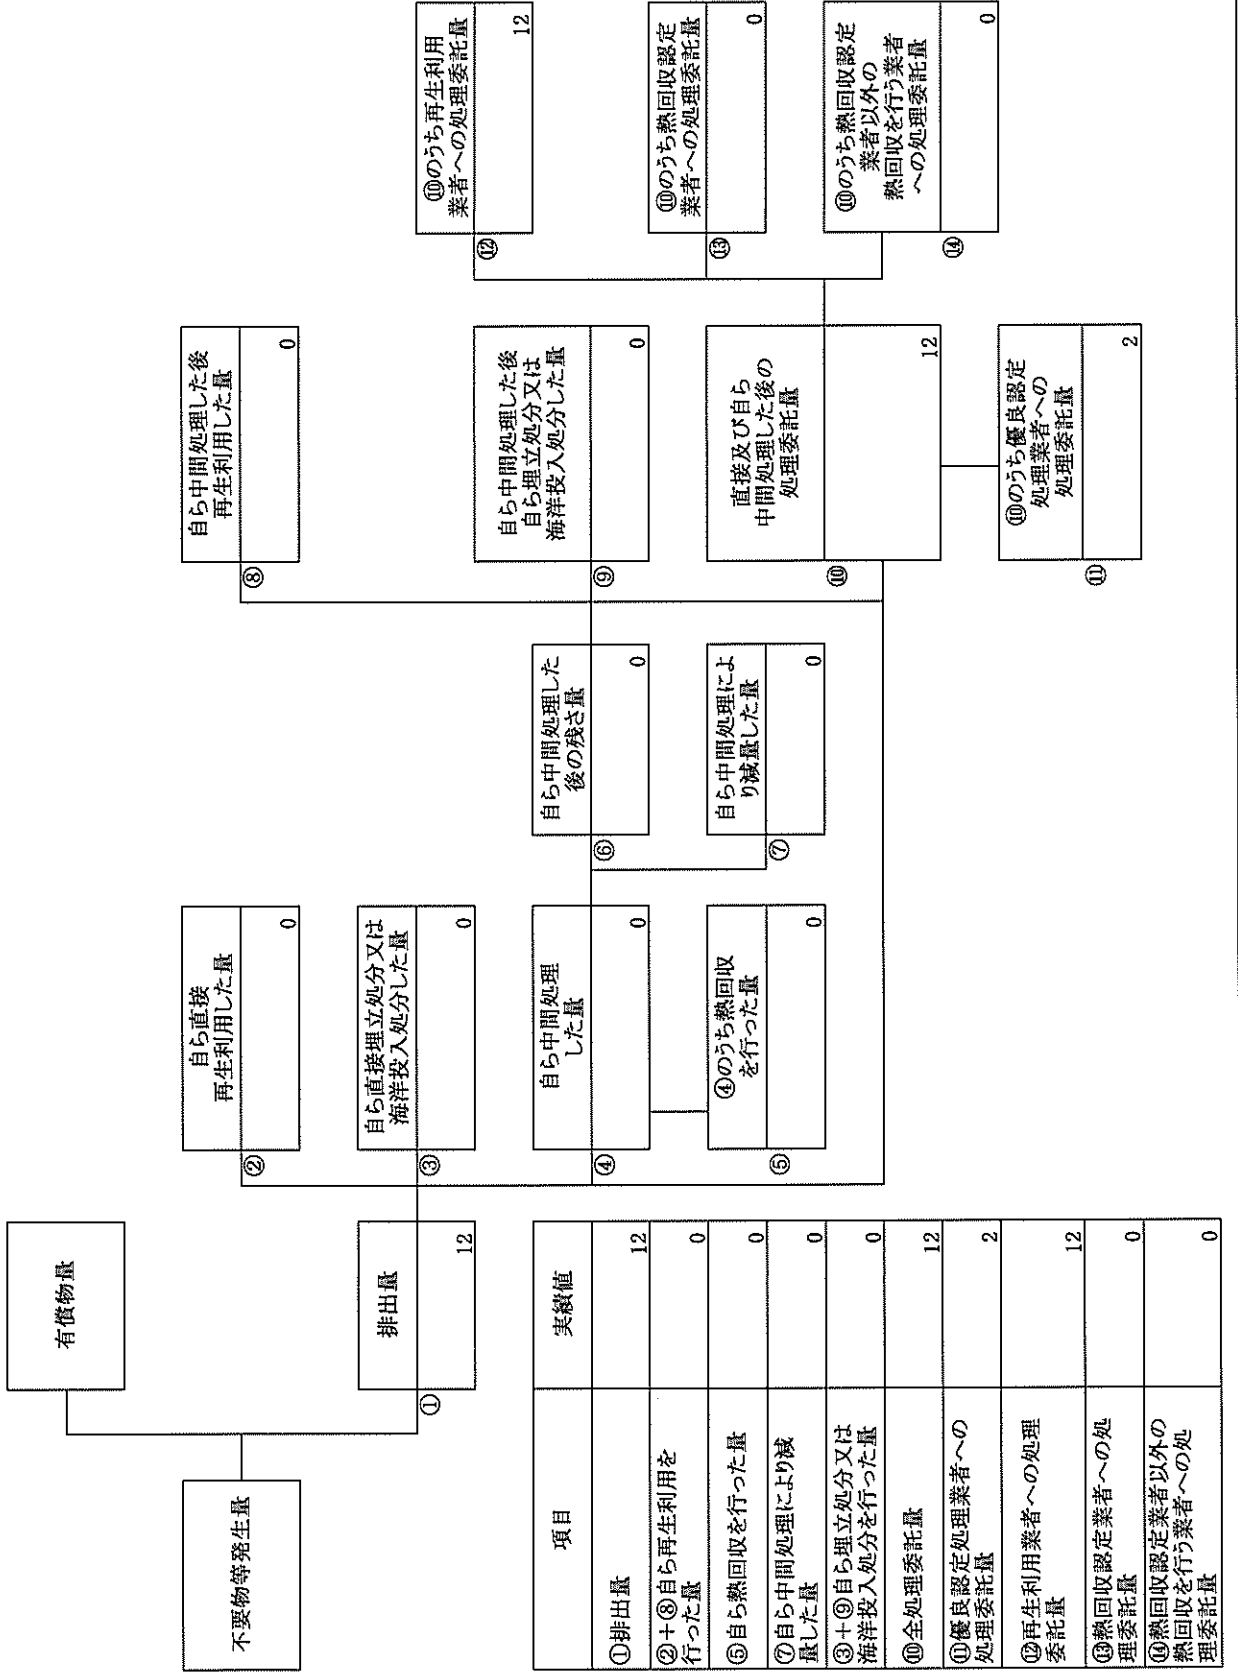 不要物等発生量
有償物量
①
排出量
12
②
自ら直接
再生利用した量
0
③
自ら直接埋立処分又は
海洋投入処分した量
0
④
自ら中間処理
した量
0
⑤
④のうち熱回収
を行った量
0
⑥
自ら中間処理した
後の残さ量
0
⑦
自ら中間処理によ
り減量した量
0
⑧
自ら中間処理した後
再生利用した量
0
⑨
自ら中間処理した後
自ら埋立処分又は
海洋投入処分した量
0
⑩
直接及び自ら
中間処理した後の
処理委託量
12
⑪
⑩のうち優良認定
処理業者への
処理委託量
2
⑫
⑩のうち再生利用
業者への処理委託量
12
⑬
⑩のうち熱回収認定
業者への処理委託量
0
⑭
⑩のうち熱回収認定
業者以外の
熱回収を行う業者
への処理委託量
0
項目 実績値
①排出量 12
②+⑧自ら再生利用を
行った量 0
⑤自ら熱回収を行った量 0
⑦自ら中間処理により減
量した量 0
③+⑨自ら埋立処分又は
海洋投入処分を行った量 0
⑩全処理委託量 12
⑪優良認定処理業者への
処理委託量 2
⑫再生利用業者への処理
委託量 12
⑬熱回収認定業者への処
理委託量 0
⑭熱回収認定業者以外の
熱回収を行う業者への処
理委託量 0